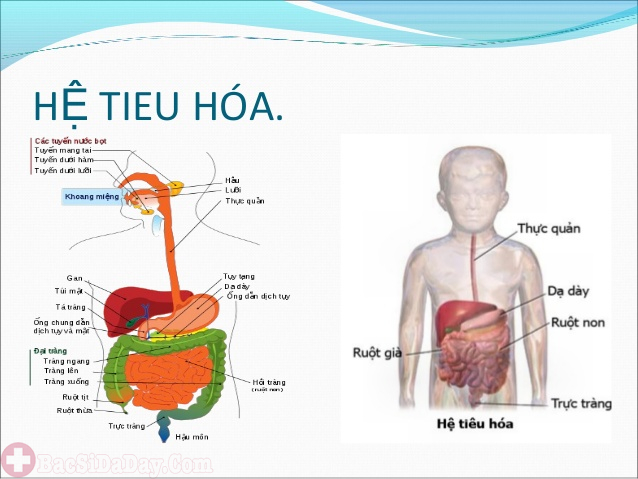 HỆ TIEU HÓA.
Các tuyến nước bọt
Tuyến mang tai
Tuyến dưới hàm
Tuyến dưới lưỡi
Khoang miệng
Hầu
Lưỡi
Thực quản
Gan
Túi mật
Tá tràng
Ống chung dẫn
dịch tụy và mật
Đại tràng
Tràng ngang
Tràng lên
Tràng xuống
Ruột tịt
Ruột thừa
Trực tràng
Tụy tạng
Dạ dày
Ống dẫn dịch tụy
Hồi tràng
(ruột non)
Hậu môn
Thực quản
Dạ dày
Ruột non
Ruột già
Trực tràng
Hệ tiêu hóa
BacSiDaDay.Com